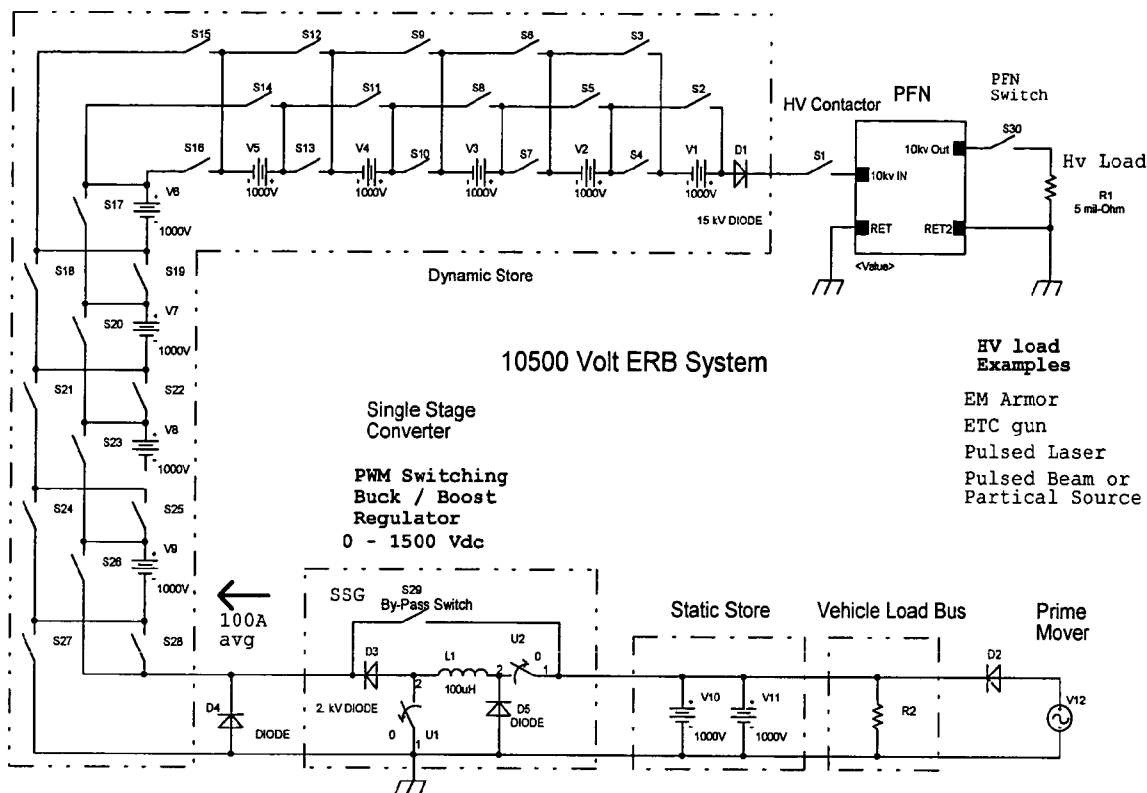 S15
S12
S9
S6
S3
S14
S11
S8
S5
S2
HV Contactor
PFN
PFN
Switch
S16
V5
S13
V4
S10
V3
S7
V2
S4
V1
D1
S1
10kv Out
S30
Hv Load
1000V
1000V
1000V
1000V
1000V
10kv IN
R1
5 mil-Ohm
15 kV DIODE
RET
RET2
<Value>
V6
S17
1000V
S18
S19
Dynamic Store
V7
S20
1000V
10500 Volt ERB System
HV load
Examples
EM Armor
ETC gun
Pulsed Laser
Pulsed Beam or
Partical Source
S21
S22
V8
S23
1000V
Single Stage
Converter
PWM Switching
Buck / Boost
Regulator
0 - 1500 Vdc
S24
S25
V9
S26
1000V
100A
avg
S27
S28
SSG
S29
By-Pass Switch
U2
0
1
D3
L1
100uH
2
2
2. kV DIODE
0
1
U1
D5
DIODE
D4
DIODE
Static Store
Vehicle Load Bus
Prime
Mover
V10
1000V
V11
1000V
R2
D2
V12